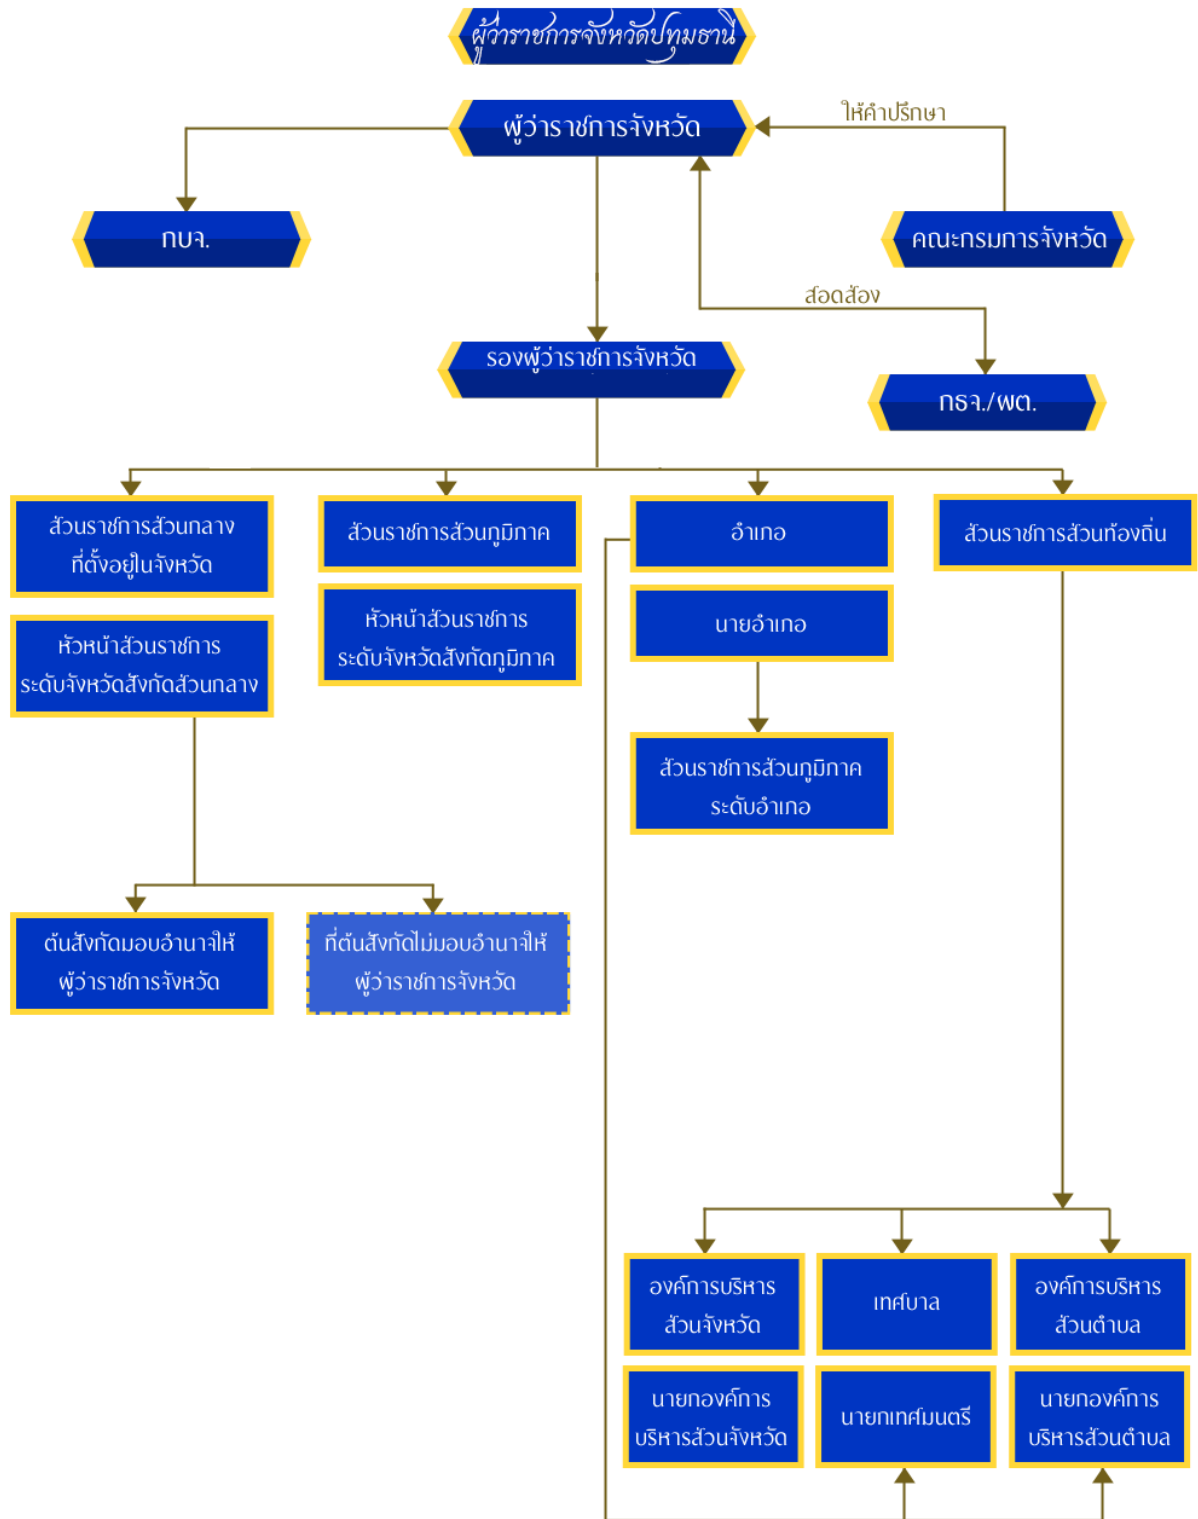 ผู้ว่าราชการจังหวัดปทุมธานี
ผู้ว่าราชการจังหวัด
ให้คำปรึกษา
กบจ.
คณะกรมการจังหวัด
สอดส่อง
รองผู้ว่าราชการจังหวัด
กธจ./ผต.
ส่วนราชการส่วนกลาง
ที่ตั้งอยู่ในจังหวัด
ส่วนราชการส่วนภูมิภาค
อำเภอ
ส่วนราชการส่วนท้องถิ่น
หัวหน้าส่วนราชการ
ระดับจังหวัดสังกัดส่วนกลาง
หัวหน้าส่วนราชการ
ระดับจังหวัดสังกัดภูมิภาค
นายอำเภอ
ส่วนราชการส่วนภูมิภาค
ระดับอำเภอ
ต้นสังกัดมอบอำนาจให้
ผู้ว่าราชการจังหวัด
ที่ต้นสังกัดไม่มอบอำนาจให้
ผู้ว่าราชการจังหวัด
องค์การบริหาร
ส่วนจังหวัด
เทศบาล
องค์การบริหาร
ส่วนตำบล
นายกองค์การ
บริหารส่วนจังหวัด
นายกเทศมนตรี
นายกองค์การ
บริหารส่วนตำบล